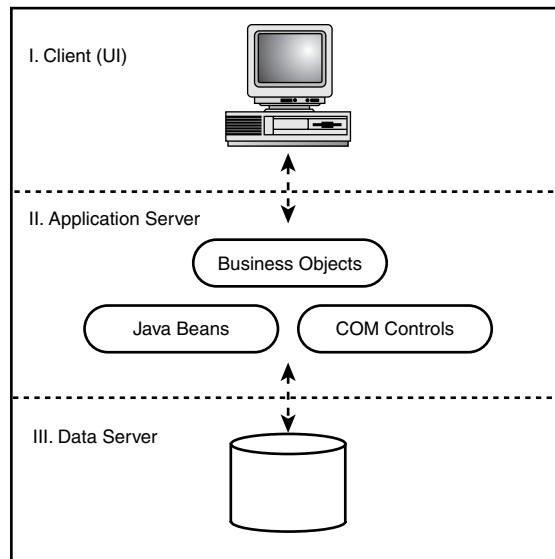 I. Client (UI)
II. Application Server
Business Objects
Java Beans
COM Controls
III. Data Server